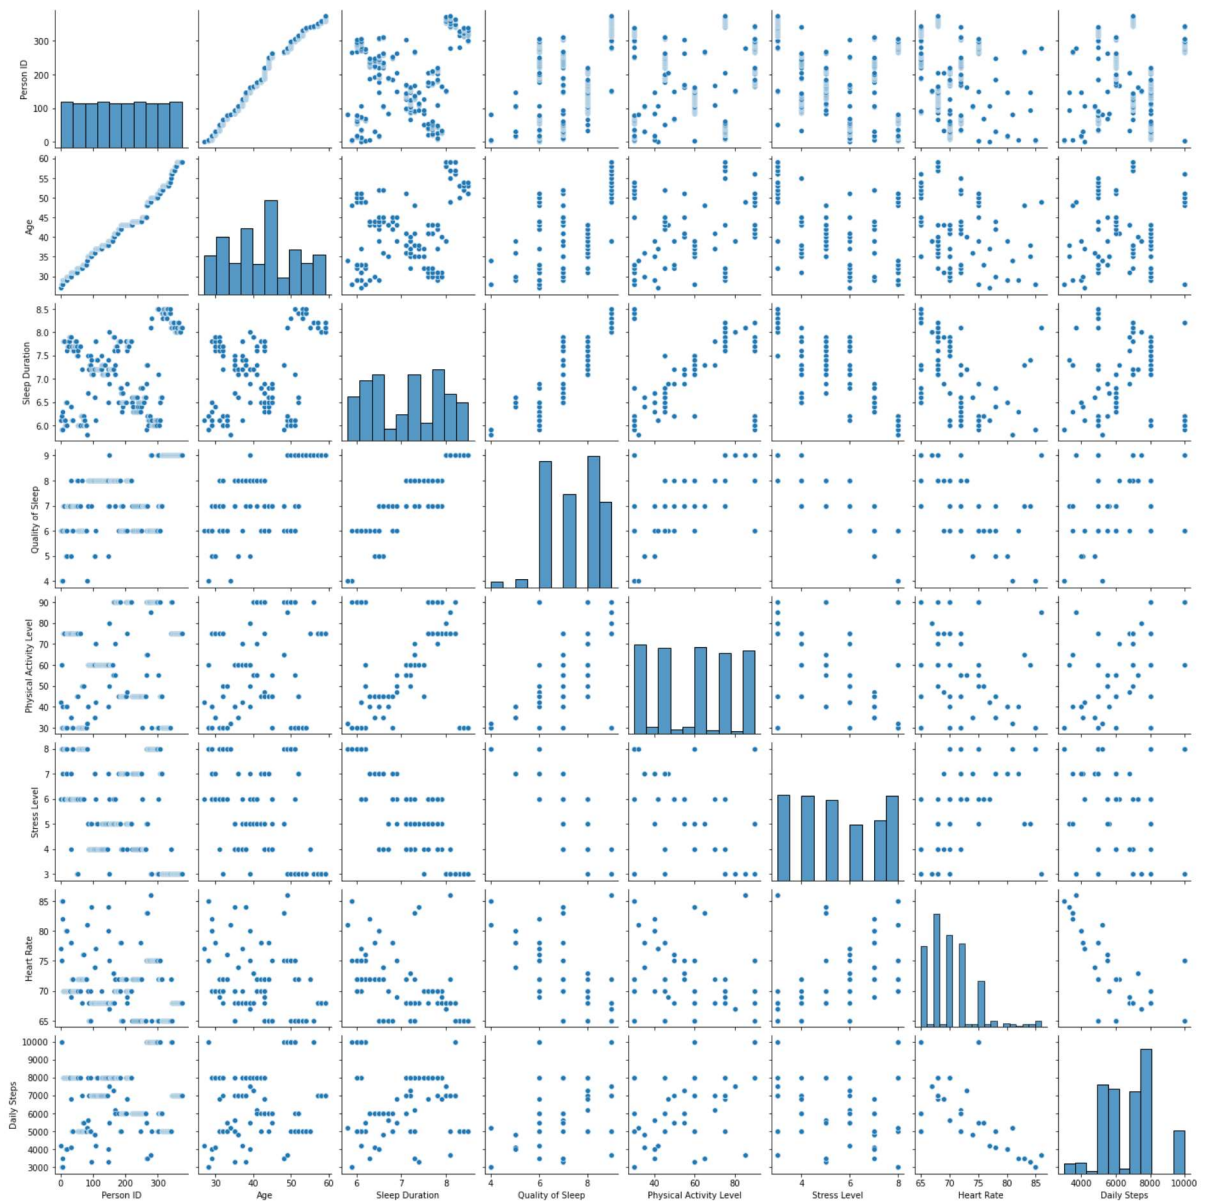 Person ID
300
200
100
0
Age
60
55
50
45
40
35
30
Sleep Duration
8.5
8.0
7.5
7.0
6.5
6.0
Quality of Sleep
9
8
7
6
5
4
Physical Activity Level
90
80
70
60
50
40
30
Stress Level
8
7
6
5
4
3
Heart Rate
85
80
75
70
65
Daily Steps
10000
9000
8000
7000
6000
5000
4000
3000
0 100 200 300
30 40 50 60
6 7 8
4 6 8
40 60 80
4 6 8
65 70 75 80 85
4000 6000 8000 10000
Person ID Age Sleep Duration Quality of Sleep Physical Activity Level Stress Level Heart Rate Daily Steps